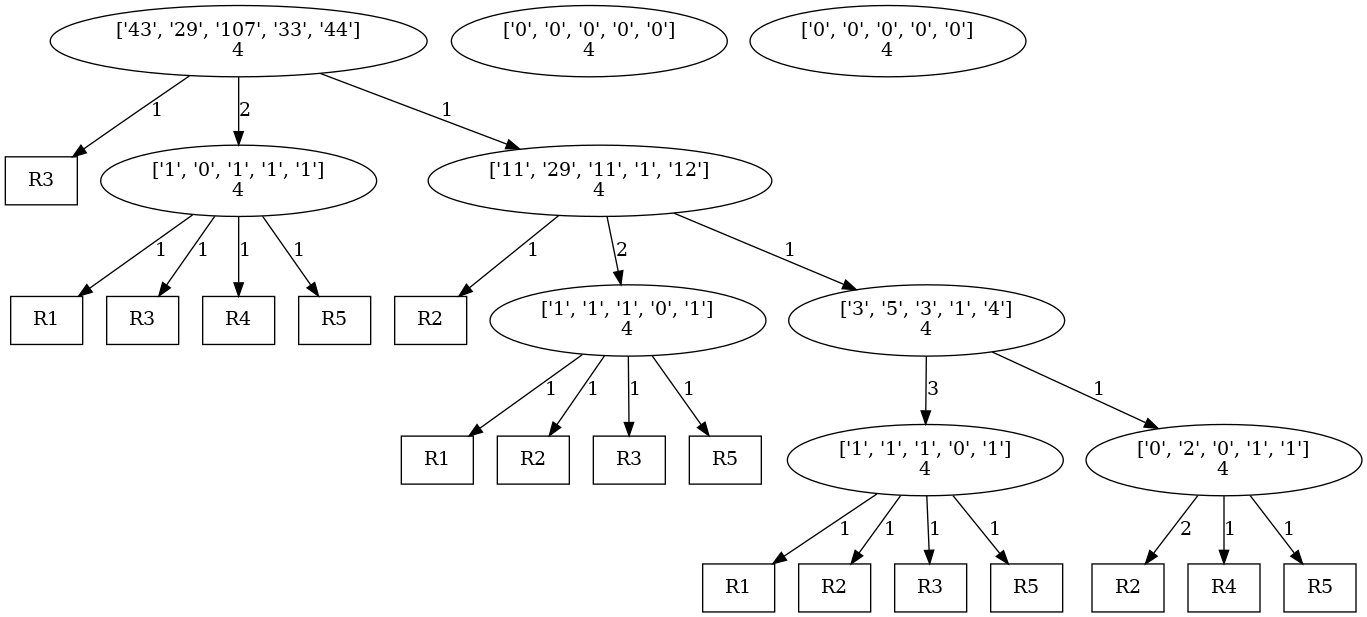 ['43', '29', '107', '33', '44']
4
['0', '0', '0', '0', '0']
4
['0', '0', '0', '0', '0']
4
1
2
1
R3
['1', '0', '1', '1', '1']
4
['11', '29', '11', '1', '12']
4
1
1
1
1
1
2
1
R1
R3
R4
R5
R2
['1', '1', '1', '0', '1']
4
['3', '5', '3', '1', '4']
4
1
1
1
1
3
1
R1
R2
R3
R5
['1', '1', '1', '0', '1']
4
['0', '2', '0', '1', '1']
4
1
1
1
1
2
1
1
R1
R2
R3
R5
R2
R4
R5